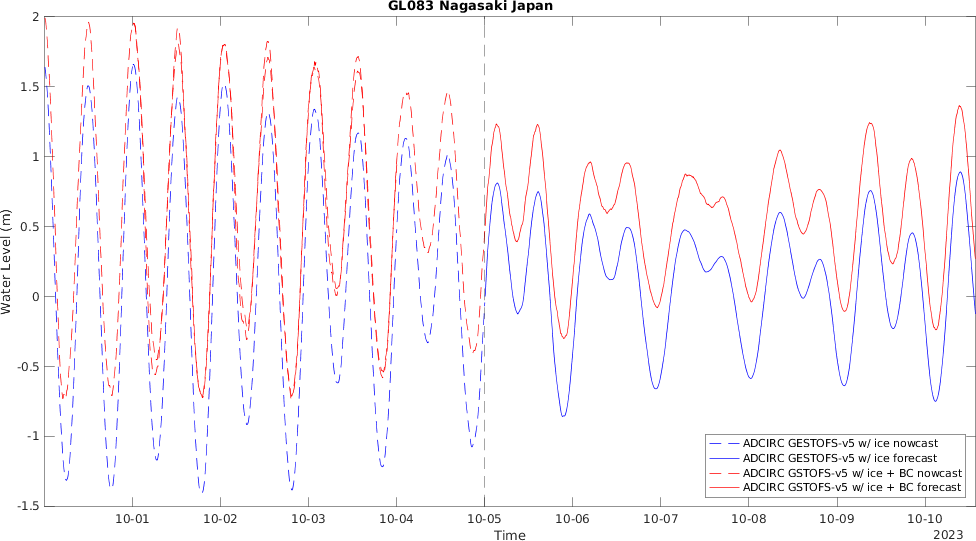 GL083 Nagasaki Japan
2
1.5
1
0.5
0
-0.5
-1
-1.5
Water Level (m)
10-01 10-02 10-03 10-04 10-05 10-06 10-07 10-08 10-09 10-10
Time
2023
ADCIRC GESTOFS-v5 w/ ice nowcast
ADCIRC GESTOFS-v5 w/ ice forecast
ADCIRC GSTOFS-v5 w/ ice + BC nowcast
ADCIRC GSTOFS-v5 w/ ice + BC forecast